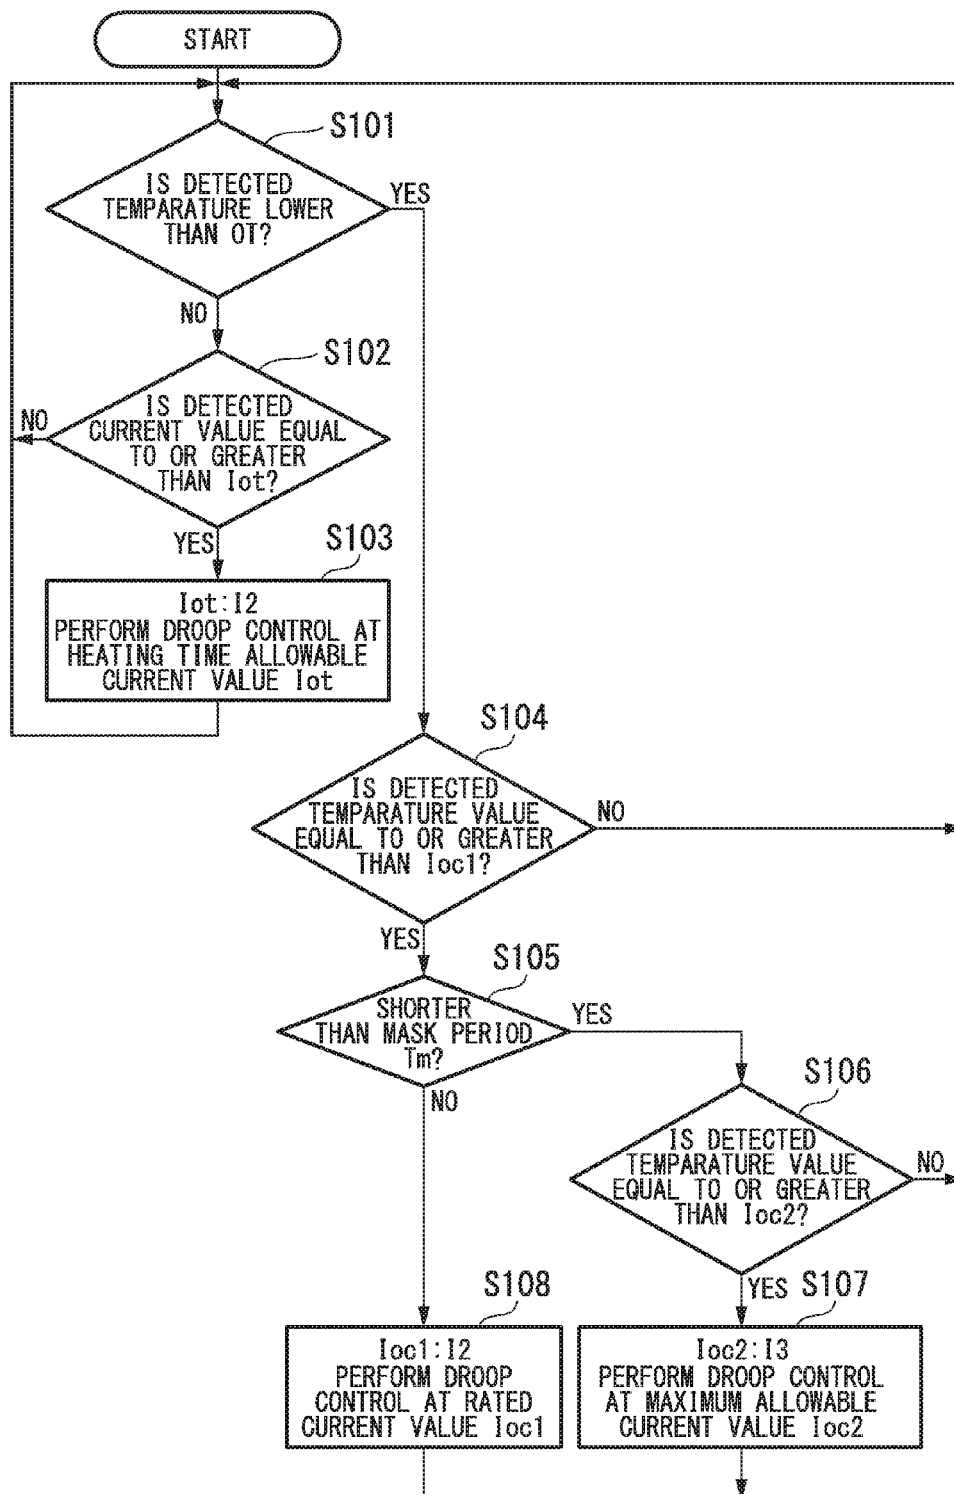 START
S101
IS DETECTED
TEMPARATURE LOWER
THAN OT?
YES
NO
S102
IS DETECTED
CURRENT VALUE EQUAL
TO OR GREATER
THAN Iot?
NO
YES
S103
Iot:I2
PERFORM DROOP CONTROL AT
HEATING TIME ALLOWABLE
CURRENT VALUE Iot
S104
IS DETECTED
TEMPARATURE VALUE
EQUAL TO OR GREATER
THAN Ioc1?
NO
YES
S105
SHORTER
THAN MASK PERIOD
Tm?
YES
NO
S106
IS DETECTED
TEMPARATURE VALUE
EQUAL TO OR GREATER
THAN Ioc2?
NO
YES
S108
Ioc1:I2
PERFORM DROOP
CONTROL AT RATED
CURRENT VALUE Ioc1
S107
Ioc2:I3
PERFORM DROOP CONTROL
AT MAXIMUM ALLOWABLE
CURRENT VALUE Ioc2